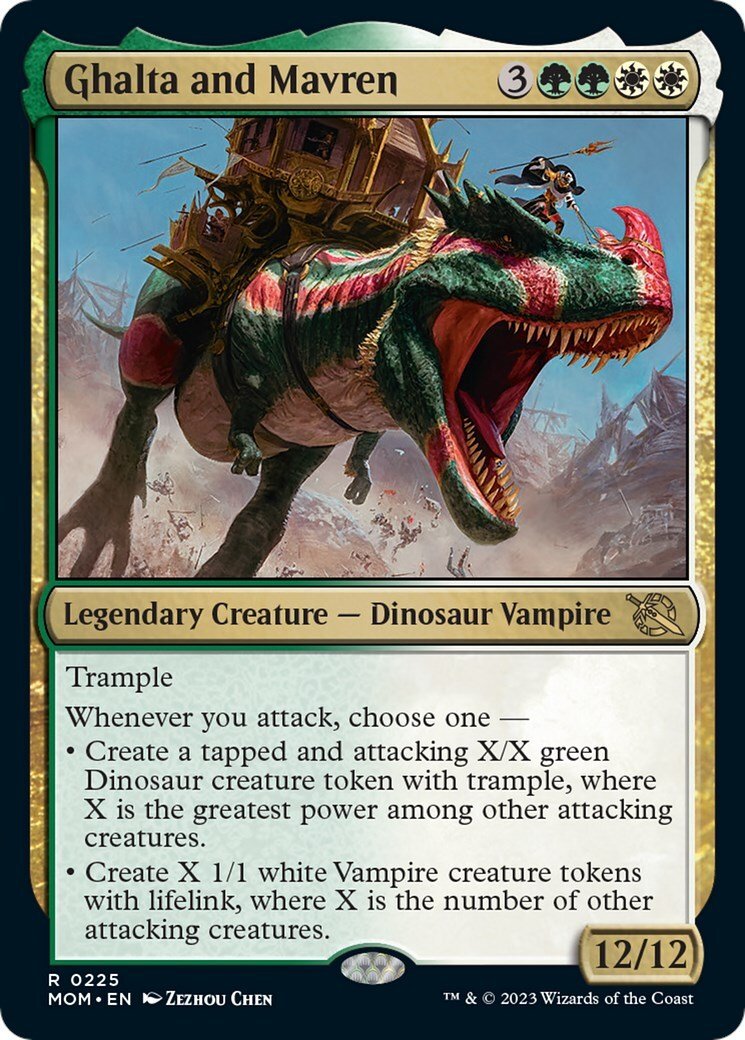 Ghalta and Mavren 3
Legendary Creature — Dinosaur Vampire
Trample
Whenever you attack, choose one —
• Create a tapped and attacking X/X green
Dinosaur creature token with trample, where
X is the greatest power among other attacking
creatures.
• Create X 1/1 white Vampire creature tokens
with lifelink, where X is the number of other
attacking creatures.
12/12
R 0225
MOM • EN Zezhou Chen
™ & © 2023 Wizards of the Coast